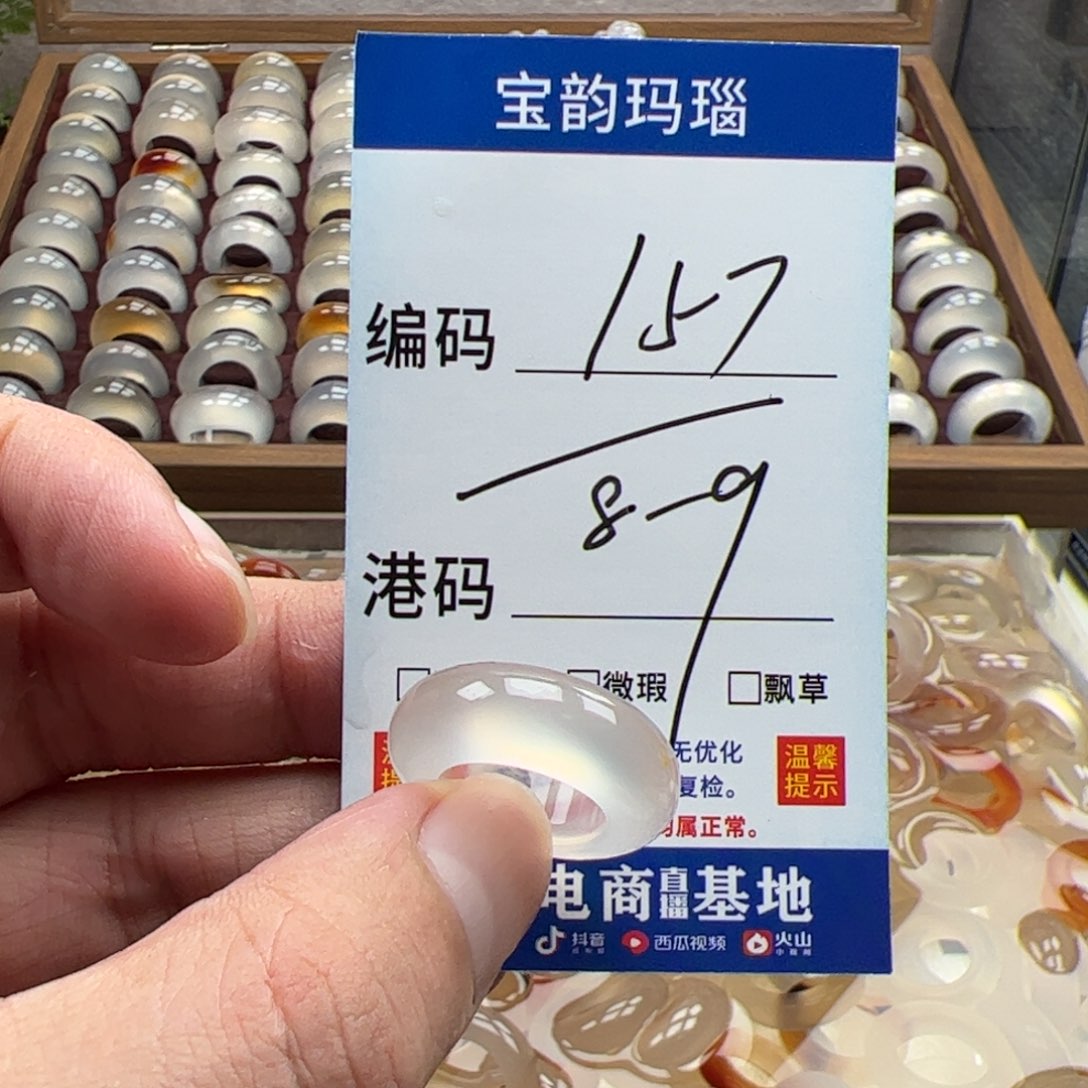 宝韵玛瑙
编码 157
港码 8-9
微瑕 □飘草
无优化
复检。
均属正常。
温馨
提示
电商直播基地
抖音 西瓜视频 火山